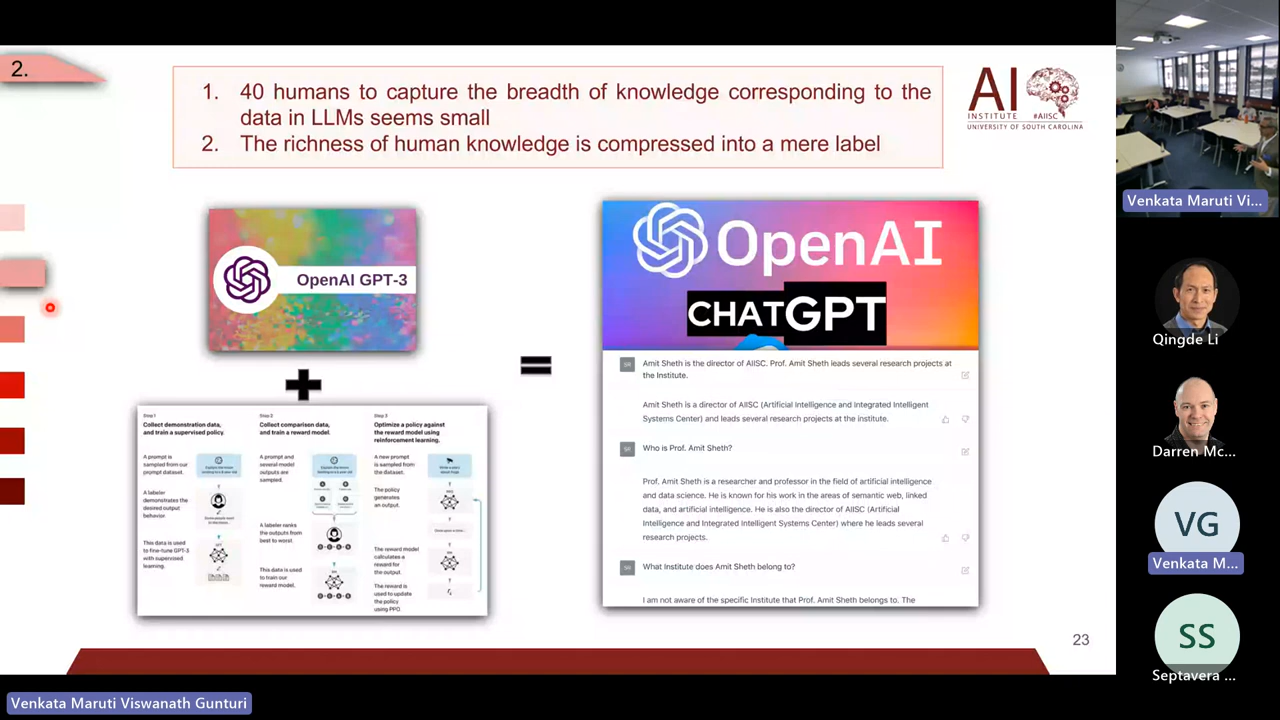 2.
1. 40 humans to capture the breadth of knowledge corresponding to the
data in LLMs seems small
2. The richness of human knowledge is compressed into a mere label
AI
INSTITUTE #AIISC
UNIVERSITY OF SOUTH CAROLINA
OpenAI GPT-3
Step 1
Collect demonstration data,
and train a supervised policy.
A prompt is
sampled from our
prompt dataset.
A labeler
demonstrates the
desired output
behavior.
This data is used
to fine-tune GPT-3
with supervised
learning.
Step 2
Collect comparison data,
and train a reward model.
A prompt and
several model
outputs are
sampled.
A labeler ranks
the outputs from
best to worst.
This data is used
to train our
reward model.
Step 3
Optimize a policy against
the reward model using
reinforcement learning.
A new prompt
is sampled from
the dataset.
The policy
generates
an output.
The reward model
calculates a
reward for
the output.
The reward is
used to update
the policy
using PPO.
OpenAI
CHATGPT
Amit Sheth is the director of AIISC. Prof. Amit Sheth leads several research projects at
the Institute.
Amit Sheth is a director of AIISC (Artificial Intelligence and Integrated Intelligent
Systems Center) and leads several research projects at the institute.
Who is Prof. Amit Sheth?
Prof. Amit Sheth is a researcher and professor in the field of artificial intelligence
and data science. He is known for his work in the areas of semantic web, linked
data, and artificial intelligence. He is also the director of AIISC (Artificial
Intelligence and Integrated Intelligent Systems Center) where he leads several
research projects.
What Institute does Amit Sheth belong to?
I am not aware of the specific Institute that Prof. Amit Sheth belongs to. The
23
Venkata Maruti Viswanath Gunturi
Venkata Maruti Vi...
Qingde Li
Darren Mc...
VG
Venkata M...
SS
Septavera ...